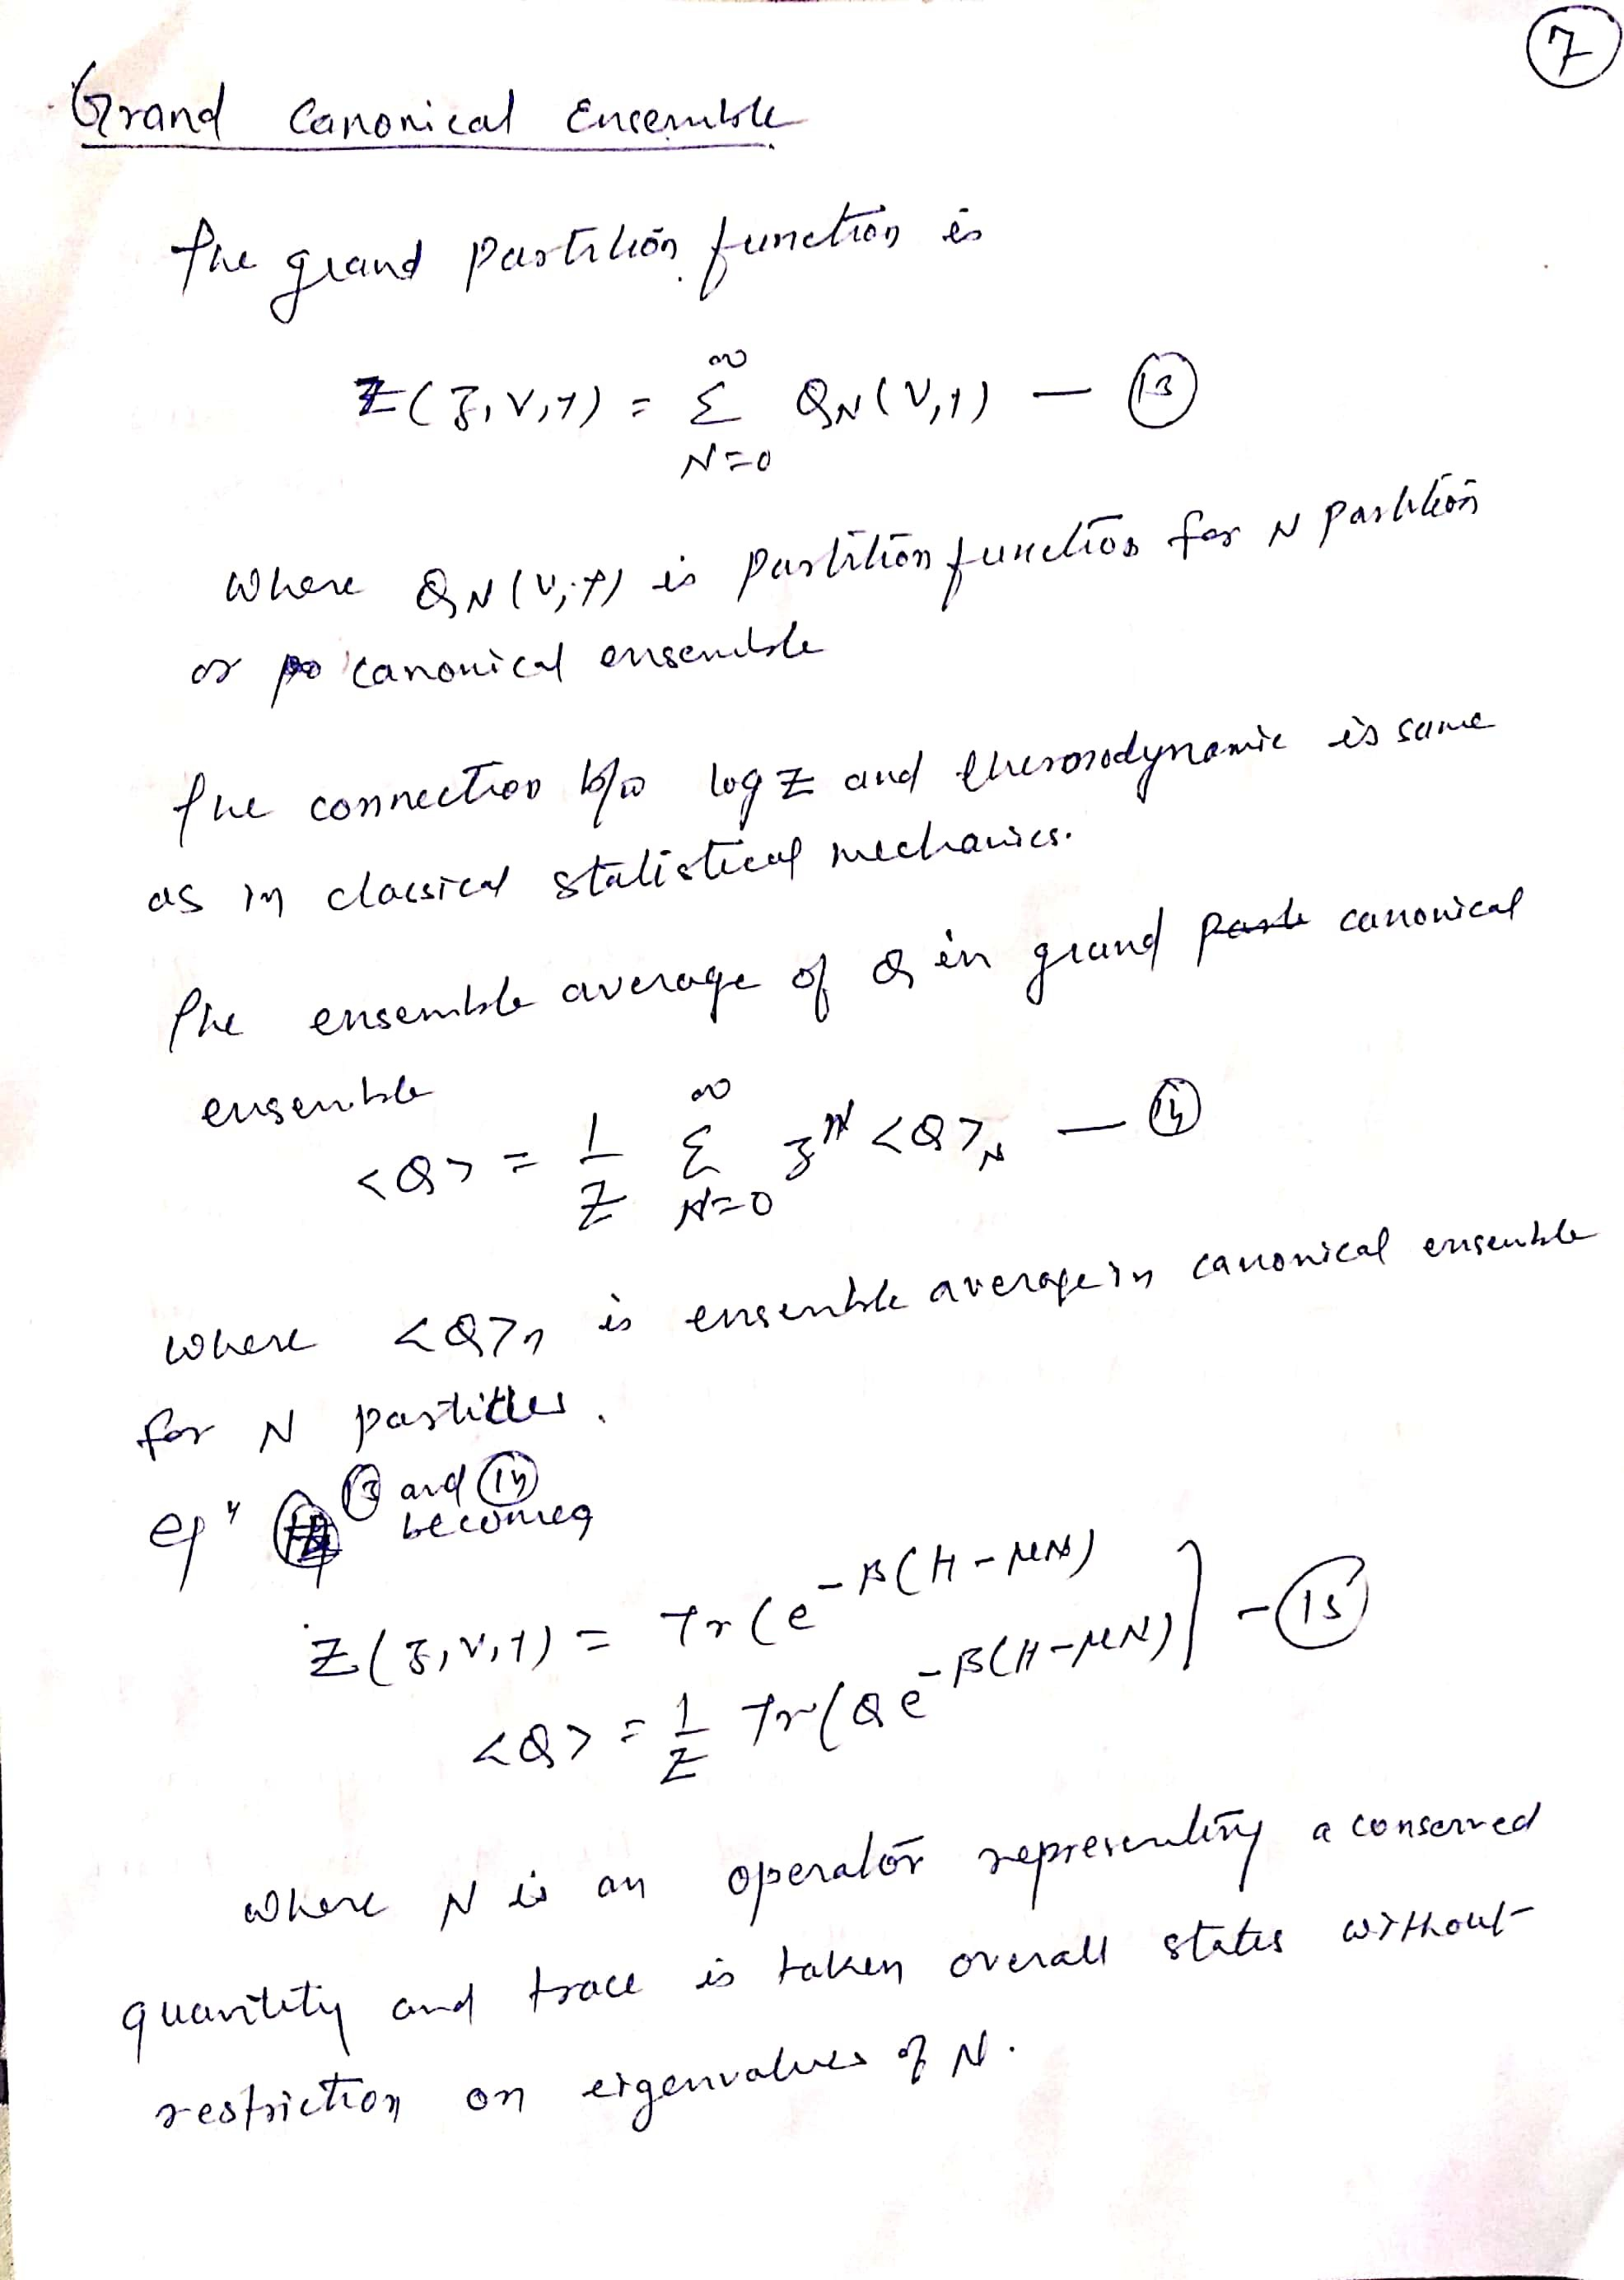 7
Grand Canonical Ensemble
The grand partition function is
Z(z, V, T) = Σ_{N=0}^{∞} Q_N(V, T) — (13)
Where Q_N(V, T) is partition function for N partition
or canonical ensemble
The connection b/w log Z and thermodynamic is same
as in classical statistical mechanics.
The ensemble average of Q in grand canonical
ensemble
<Q> = 1/Z Σ_{N=0}^{∞} z^N <Q>_N — (14)
where <Q>_n is ensemble average in canonical ensemble
for N particles.
eqⁿ (13) and (14)
becomes
Z(z, V, T) = Tr(e^{-β(H-μN)})
<Q> = 1/Z Tr(Q e^{-β(H-μN)}) ] - (15)
where N is an operator representing a conserved
quantity and trace is taken overall states without
restriction on eigenvalues of N.